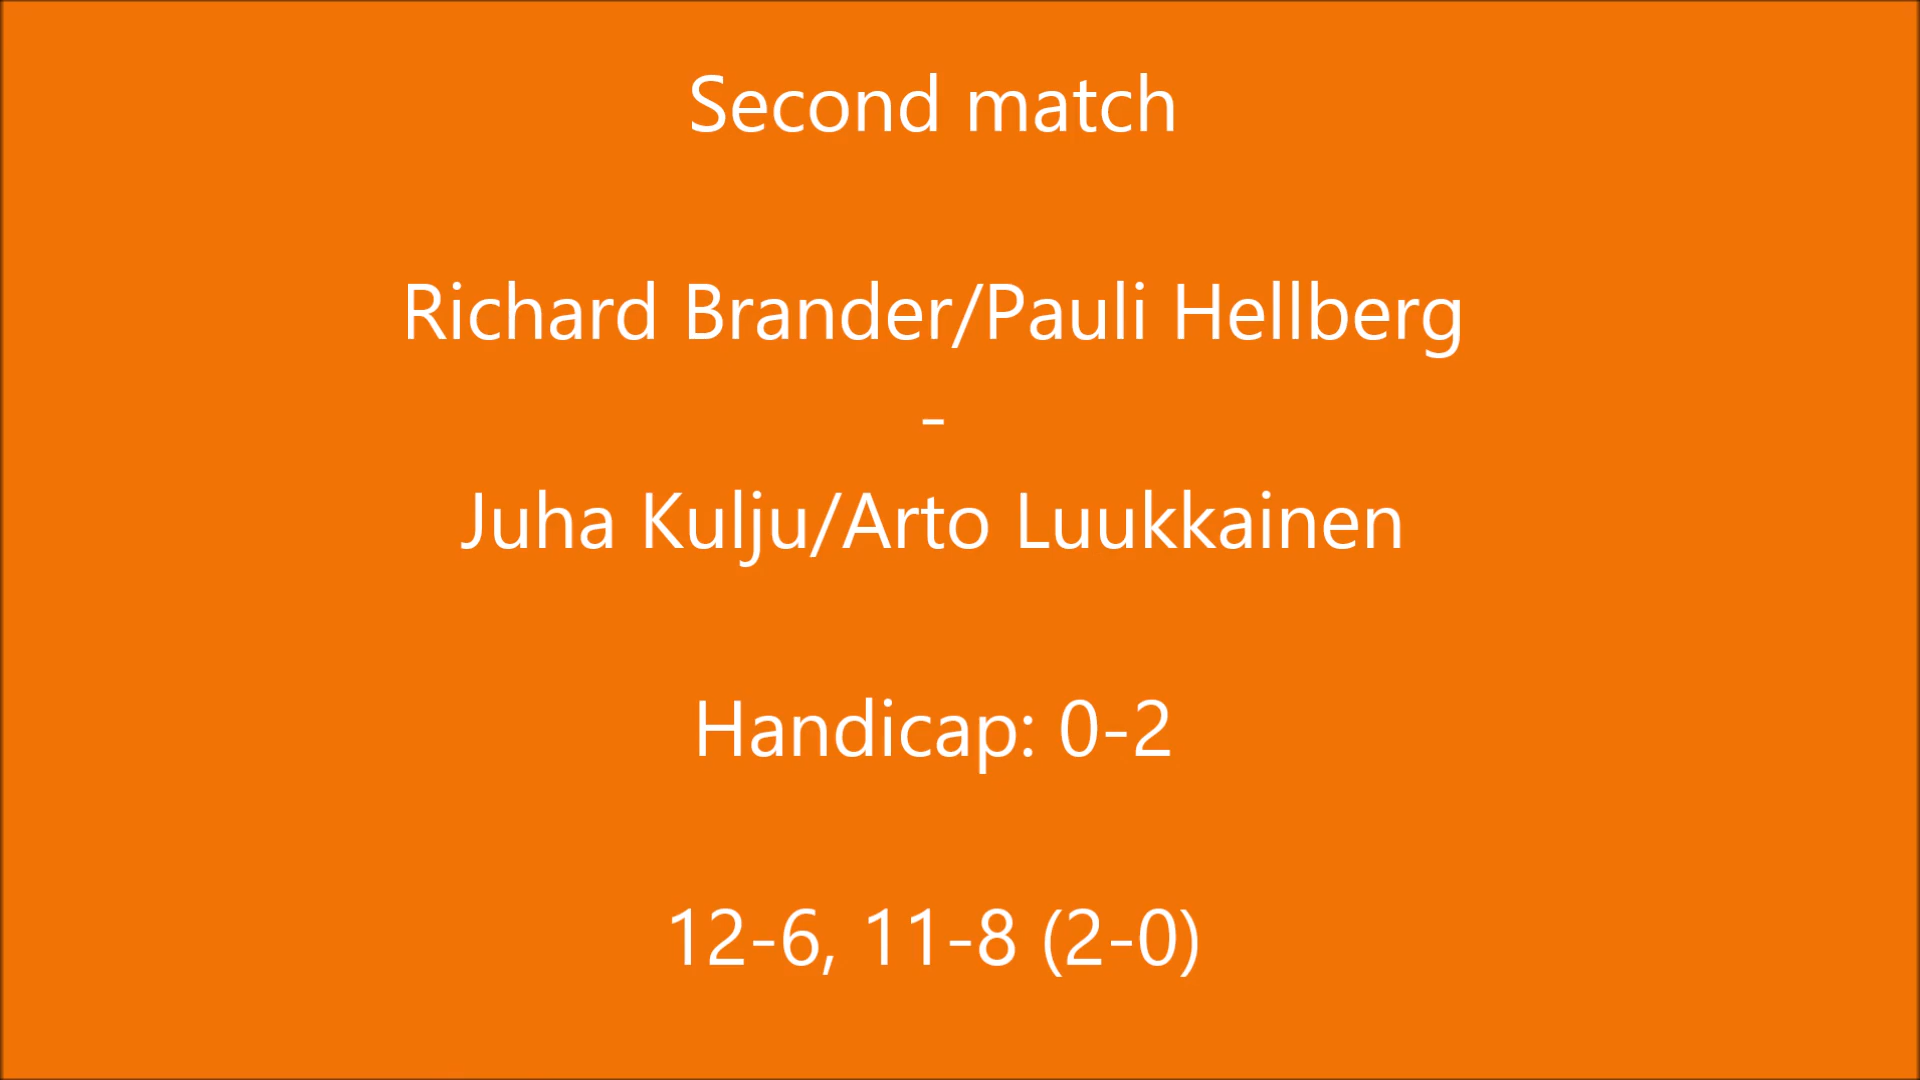 Second match
Richard Brander/Pauli Hellberg
-
Juha Kulju/Arto Luukkainen
Handicap: 0-2
12-6, 11-8 (2-0)